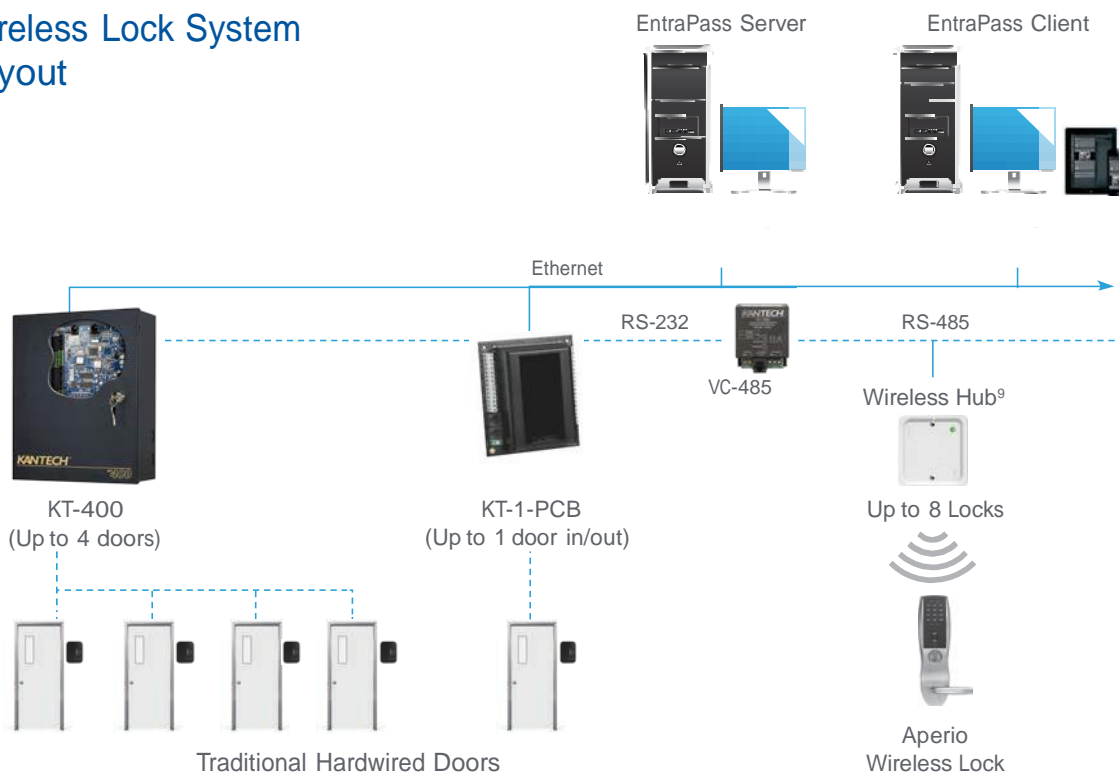 reless Lock System
yout
EntraPass Server
EntraPass Client
Ethernet
RS-232
RS-485
KANTECH
VC-485
Wireless Hub⁹
KANTECH
400
KT-400
(Up to 4 doors)
KT-1-PCB
(Up to 1 door in/out)
Up to 8 Locks
Traditional Hardwired Doors
Aperio
Wireless Lock